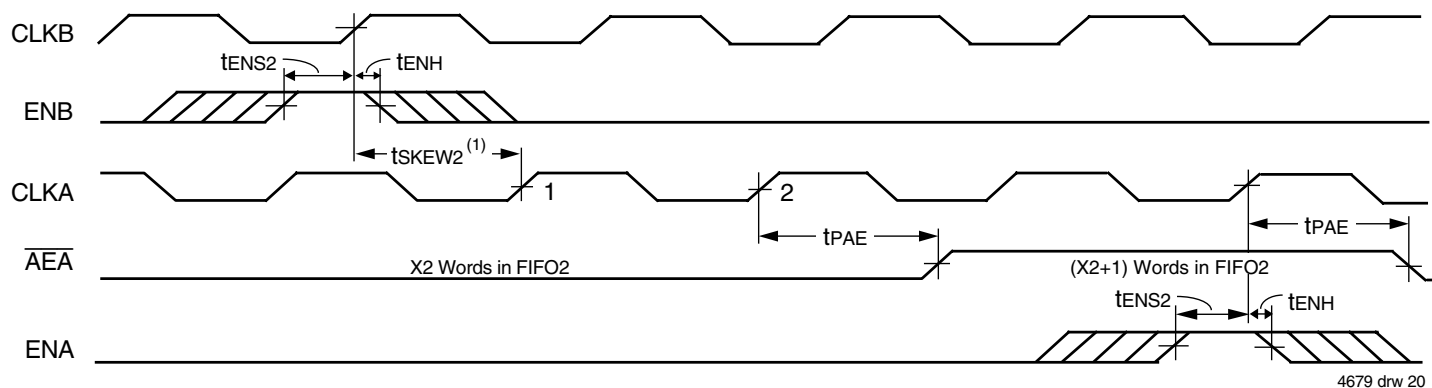 CLKB
tENS2 tENH
ENB
tSKEW2 (1)
CLKA 1 2
tPAE tPAE
AEA X2 Words in FIFO2 (X2+1) Words in FIFO2
tENS2 tENH
ENA
4679 drw 20